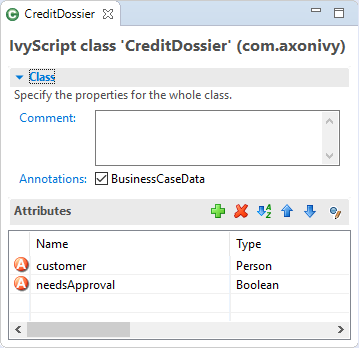 CreditDossier
IvyScript class 'CreditDossier' (com.axonivy)
Class
Specify the properties for the whole class.
Comment:
Annotations: BusinessCaseData
Attributes
Name Type
customer Person
needsApproval Boolean